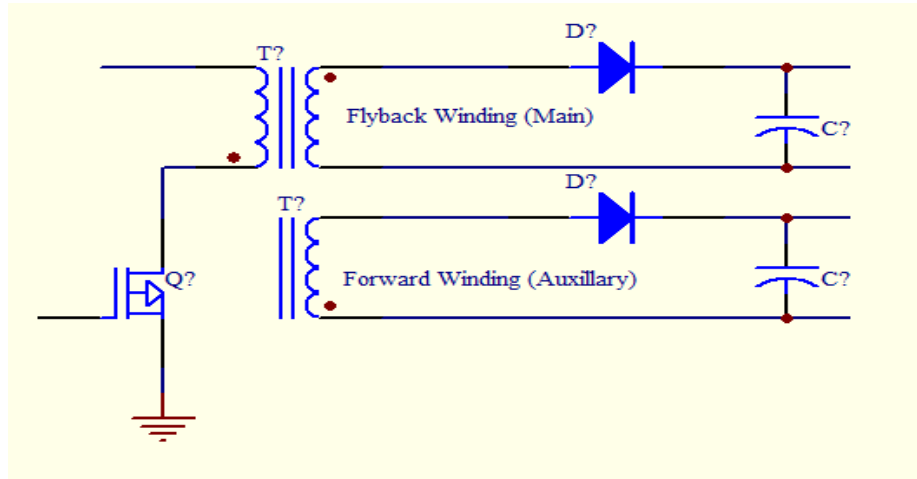 D?
T?
Flyback Winding (Main)
C?
D?
T?
Q?
Forward Winding (Auxillary)
C?